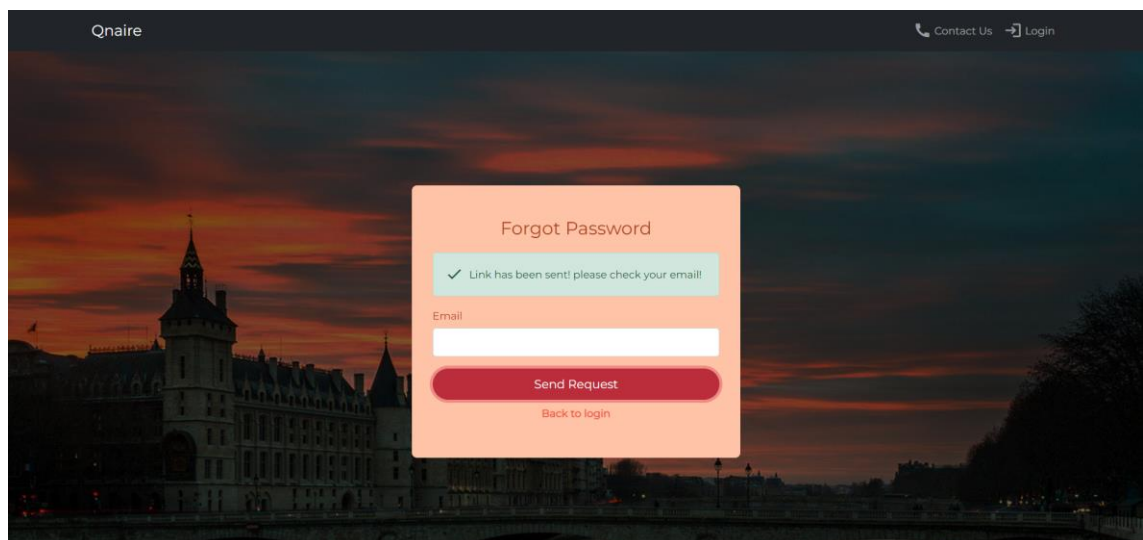 Qnaire
Contact Us
Login
Forgot Password
Link has been sent! please check your email!
Email
Send Request
Back to login